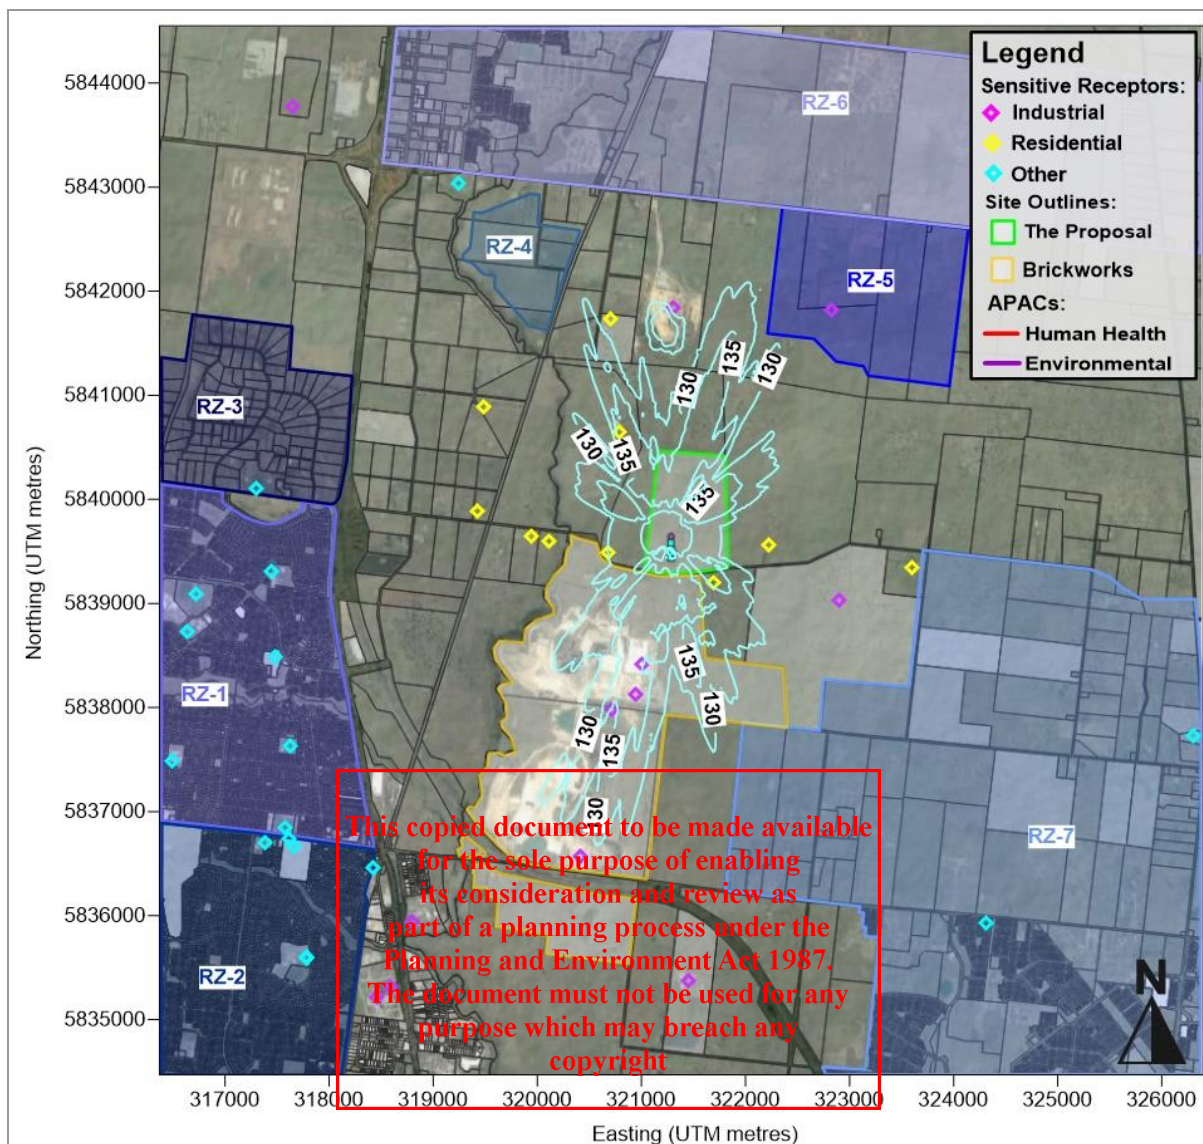 Legend
Sensitive Receptors:
Industrial
Residential
Other
Site Outlines:
The Proposal
Brickworks
APACs:
Human Health
Environmental
5844000
5843000
5842000
5841000
5840000
5839000
5838000
5837000
5836000
5835000
Northing (UTM metres)
RZ-6
RZ-4
RZ-5
RZ-3
RZ-1
RZ-7
RZ-2
130
135
130
130
135
135
135
130
130
135
130
This copied document to be made available
for the sole purpose of enabling
its consideration and review as
part of a planning process under the
Planning and Environment Act 1987.
The document must not be used for any
purpose which may breach any
copyright
N
317000
318000
319000
320000
321000
322000
323000
324000
325000
326000
Easting (UTM metres)